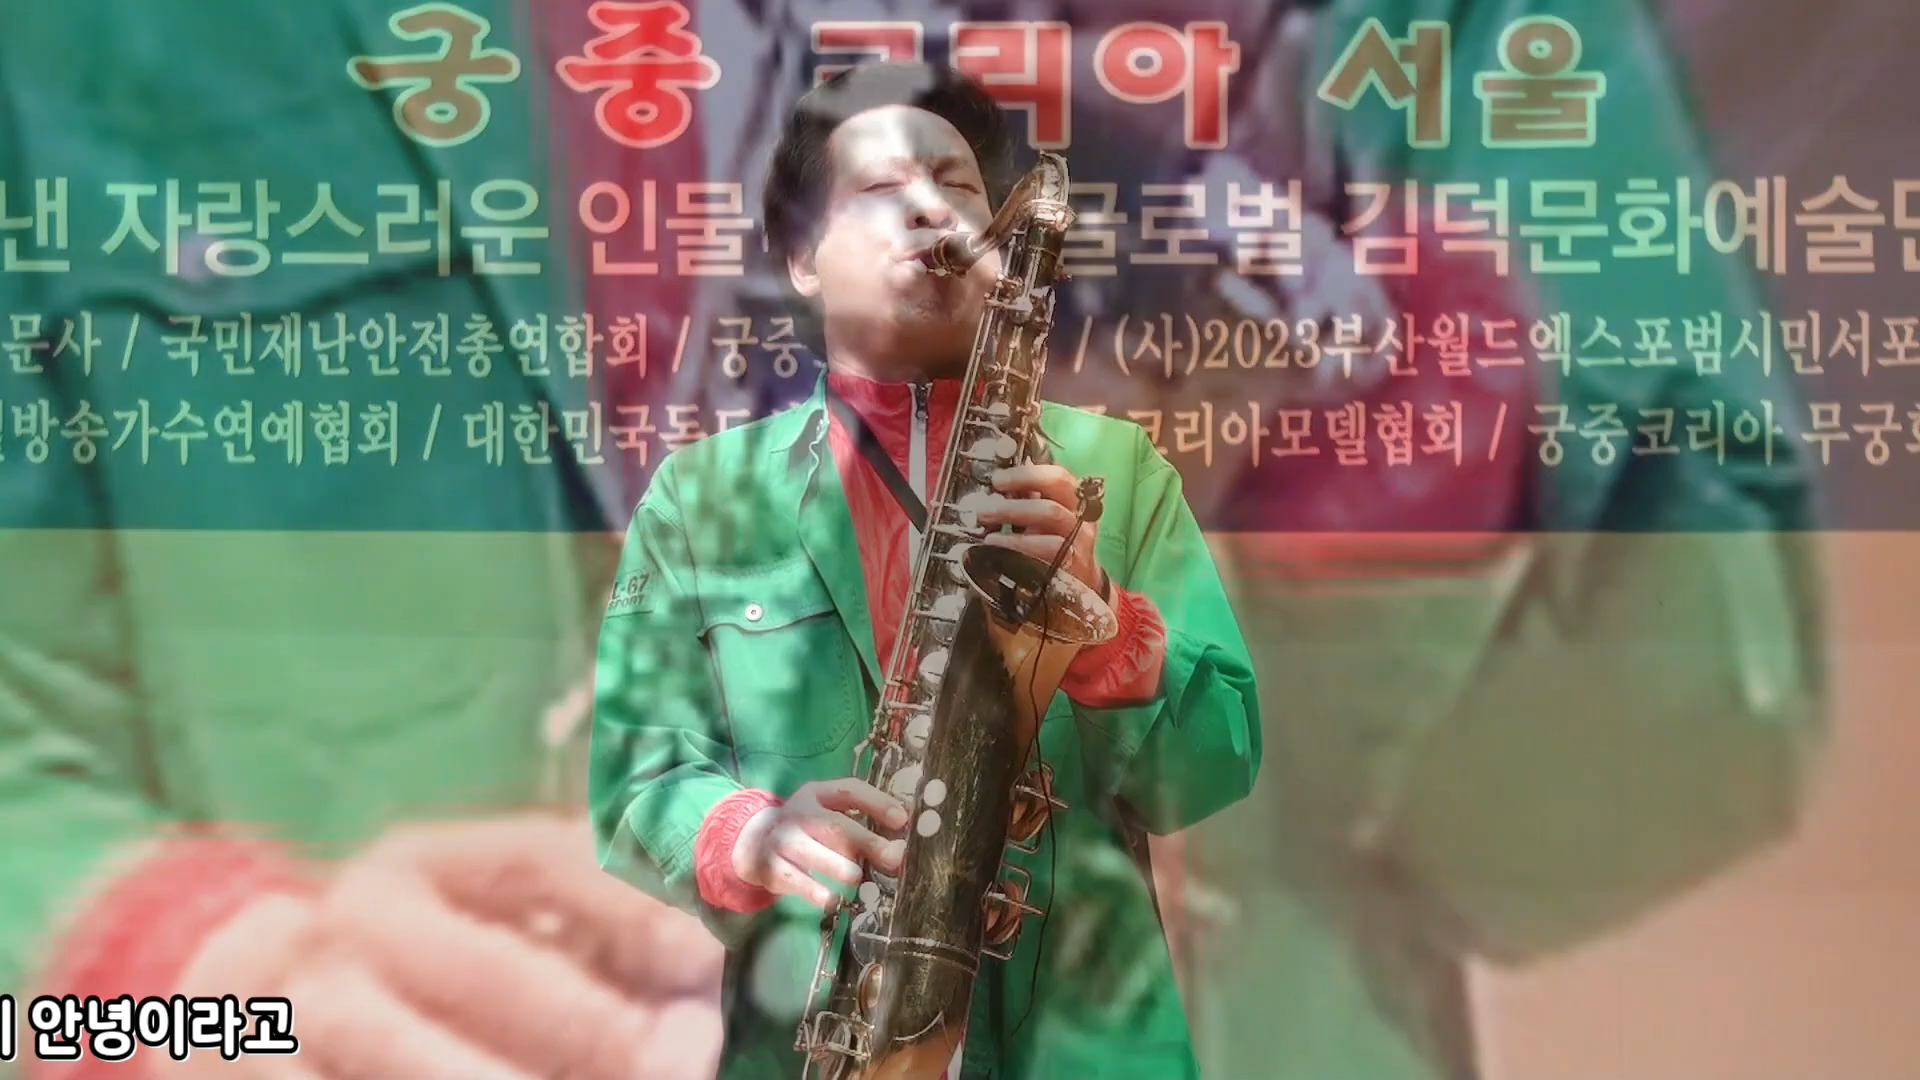 궁중 코리아 서울
낸 자랑스러운 인물 글로벌 김덕문화예술단
문사 / 국민재난안전총연합회 / 궁중 / (사)2023부산월드엑스포범시민서포
방송가수연예협회 / 대한민국독도 코리아모델협회 / 궁중코리아 무궁화
L-67
SPORT
안녕이라고